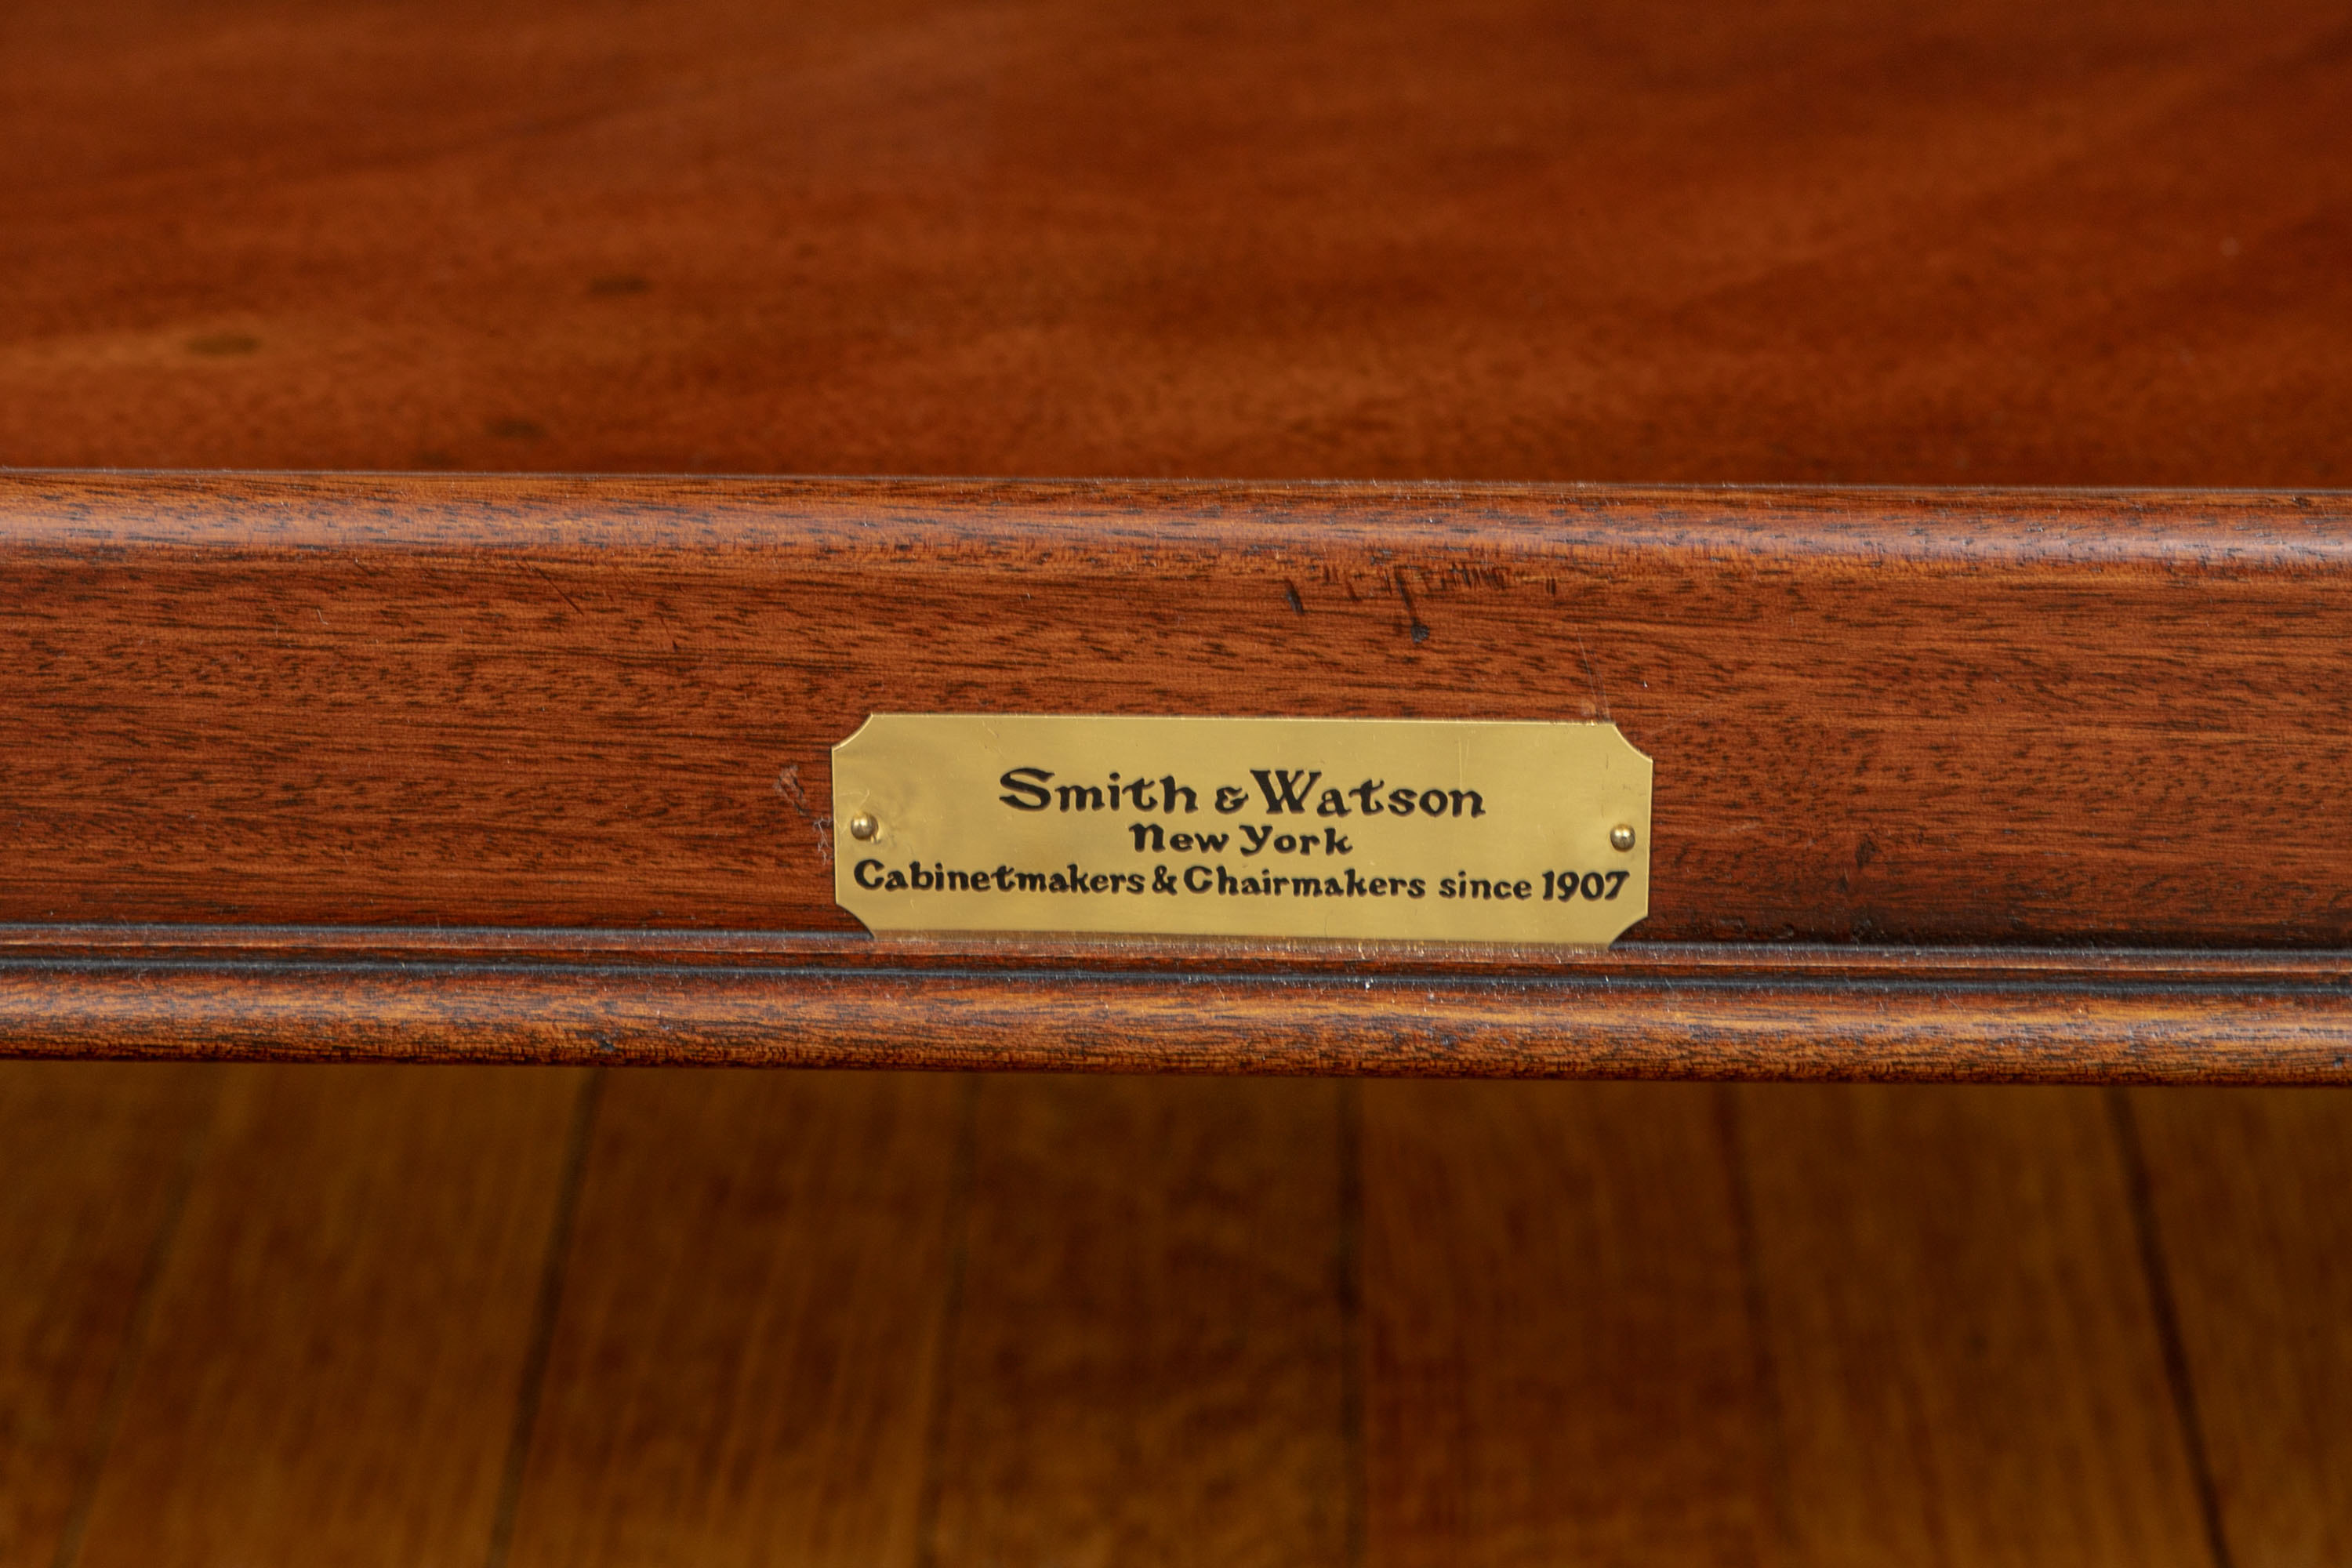 Smith & Watson
New York
Cabinetmakers & Chairmakers since 1907